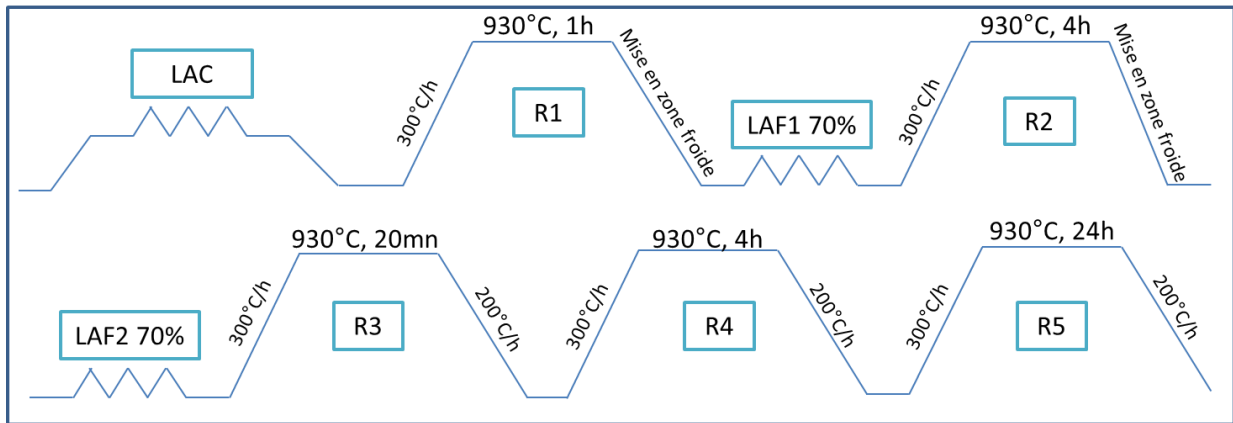 LAC
300°C/h
930°C, 1h
R1
Mise en zone froide
LAF1 70%
300°C/h
930°C, 4h
R2
Mise en zone froide
LAF2 70%
300°C/h
930°C, 20mn
R3
200°C/h
300°C/h
930°C, 4h
R4
200°C/h
300°C/h
930°C, 24h
R5
200°C/h